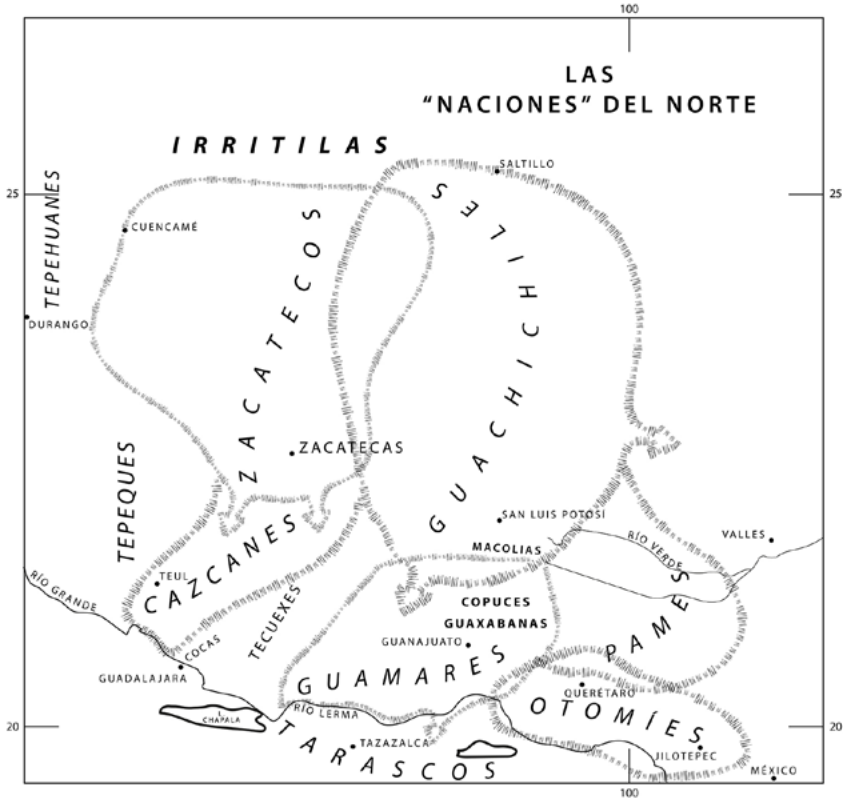 100
LAS
“NACIONES” DEL NORTE
IRRITILAS
SALTILLO
25
25
TEPEHUANES
CUENCAMÉ
DURANGO
ZACATECOS
GUACHICHILES
ZACATECAS
TEPEQUES
SAN LUIS POTOSÍ
VALLES
RÍO VERDE
MACOLIAS
CAZCANES
TEUL
RÍO GRANDE
COPUCES
GUAXABANAS
PAMES
TECUEXES
COCAS
GUANAJUATO
GUADALAJARA
GUAMARES
QUERÉTARO
OTOMÍES
RÍO LERMA
L.
CHAPALA
20
20
TARASCOS
TAZAZALCA
JILOTEPEC
MÉXICO
100